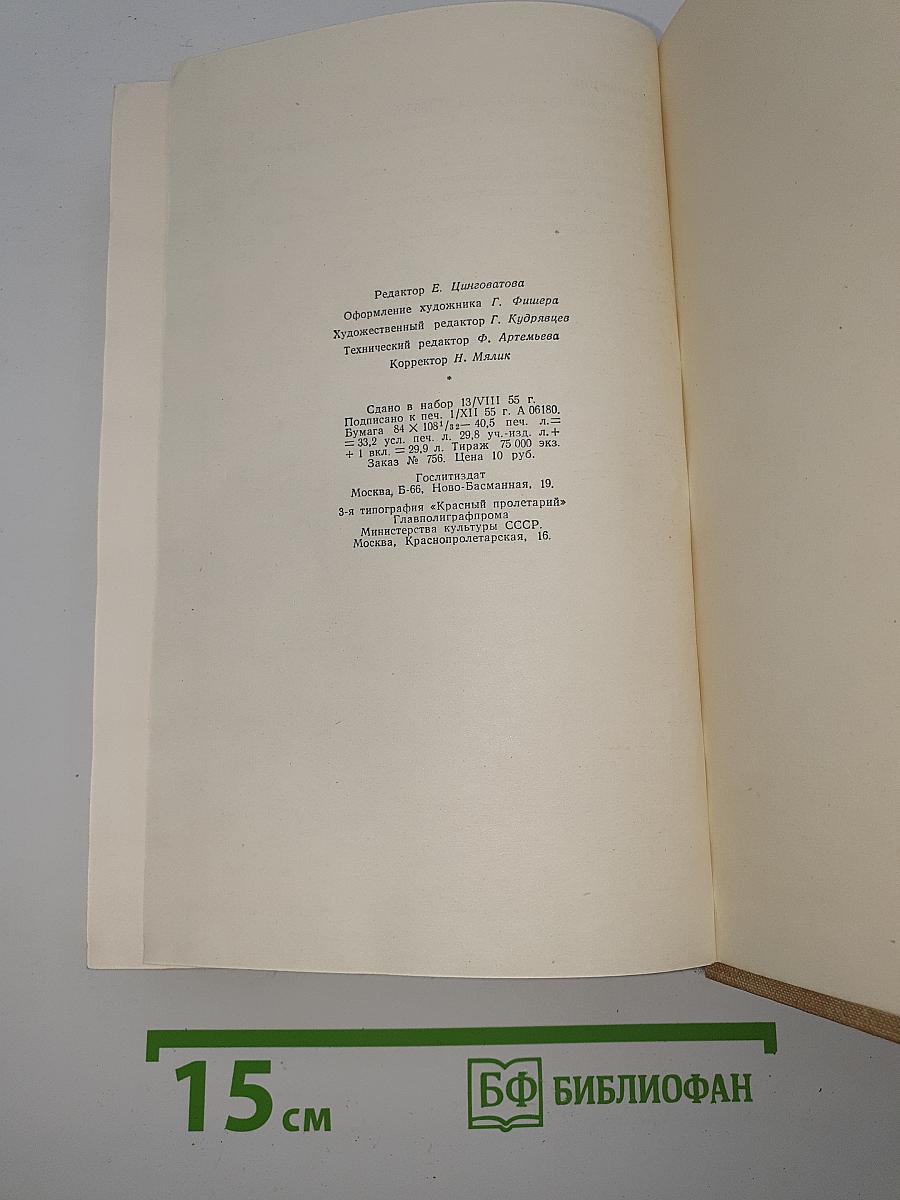 Редактор Е. Цинговатова
Оформление художника Г. Фишера
Художественный редактор Г. Кудрявцев
Технический редактор Ф. Артемьева
Корректор Н. Мялик
*
Сдано в набор 13/VIII 55 г.
Подписано к печ. 1/XII 55 г. А 06180.
Бумага 84 × 108¹/₃₂— 40,5 печ. л.=
= 33,2 усл. печ. л. 29,8 уч.-изд. л.+
+ 1 вкл. = 29,9 л. Тираж 75 000 экз.
Заказ № 756. Цена 10 руб.
Гослитиздат
Москва, Б-66, Ново-Басманная, 19.
3-я типография «Красный пролетарий»
Главполиграфпрома
Министерства культуры СССР.
Москва, Краснопролетарская, 16.
15 см
БФ БИБЛИОФАН